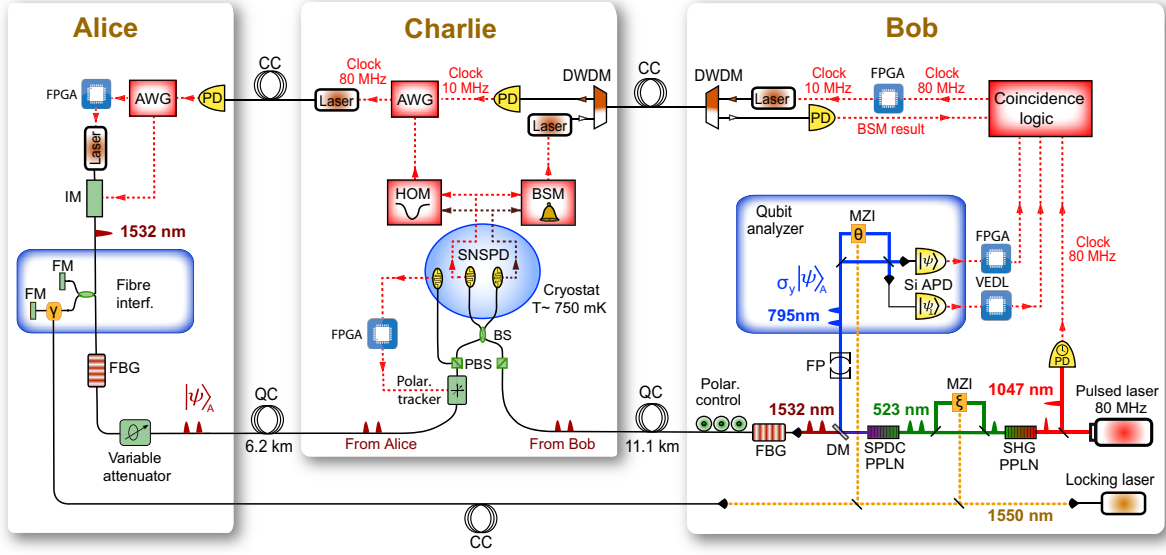 Alice
FPGA
AWG
PD
CC
Laser
IM
1532 nm
FM
FM
γ
Fibre
interf.
FBG
|ψ⟩A
Variable
attenuator
QC
6.2 km
Charlie
Laser
Clock
80 MHz
AWG
Clock
10 MHz
PD
DWDM
Laser
HOM
BSM
SNSPD
Cryostat
T~ 750 mK
FPGA
BS
PBS
Polar.
tracker
From Alice
From Bob
CC
QC
11.1 km
CC
Bob
DWDM
Laser
Clock
10 MHz
FPGA
Clock
80 MHz
PD
BSM result
Coincidence
logic
Qubit
analyzer
MZI
θ
|ψ⟩
Si APD
|ψ⊥⟩
FPGA
VEDL
σy|ψ⟩A
795nm
Clock
80 MHz
FP
PD
Polar.
control
1532 nm
523 nm
MZI
ξ
1047 nm
Pulsed laser
80 MHz
FBG
DM
SPDC
PPLN
SHG
PPLN
Locking laser
1550 nm